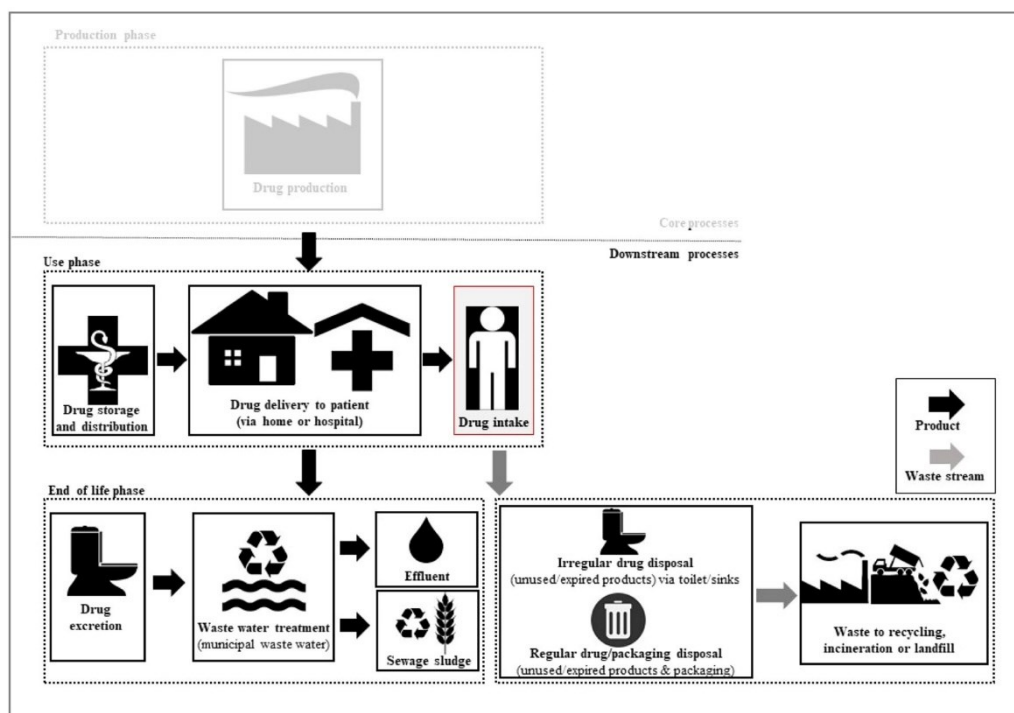 Production phase
Drug production
Core processes
Downstream processes
Use phase
Drug storage
and distribution
Drug delivery to patient
(via home or hospital)
Drug intake
Product
Waste stream
End of life phase
Drug
excretion
Waste water treatment
(municipal waste water)
Effluent
Sewage sludge
Irregular drug disposal
(unused/expired products) via toilet/sinks
Regular drug/packaging disposal
(unused/expired products & packaging)
Waste to recycling,
incineration or landfill